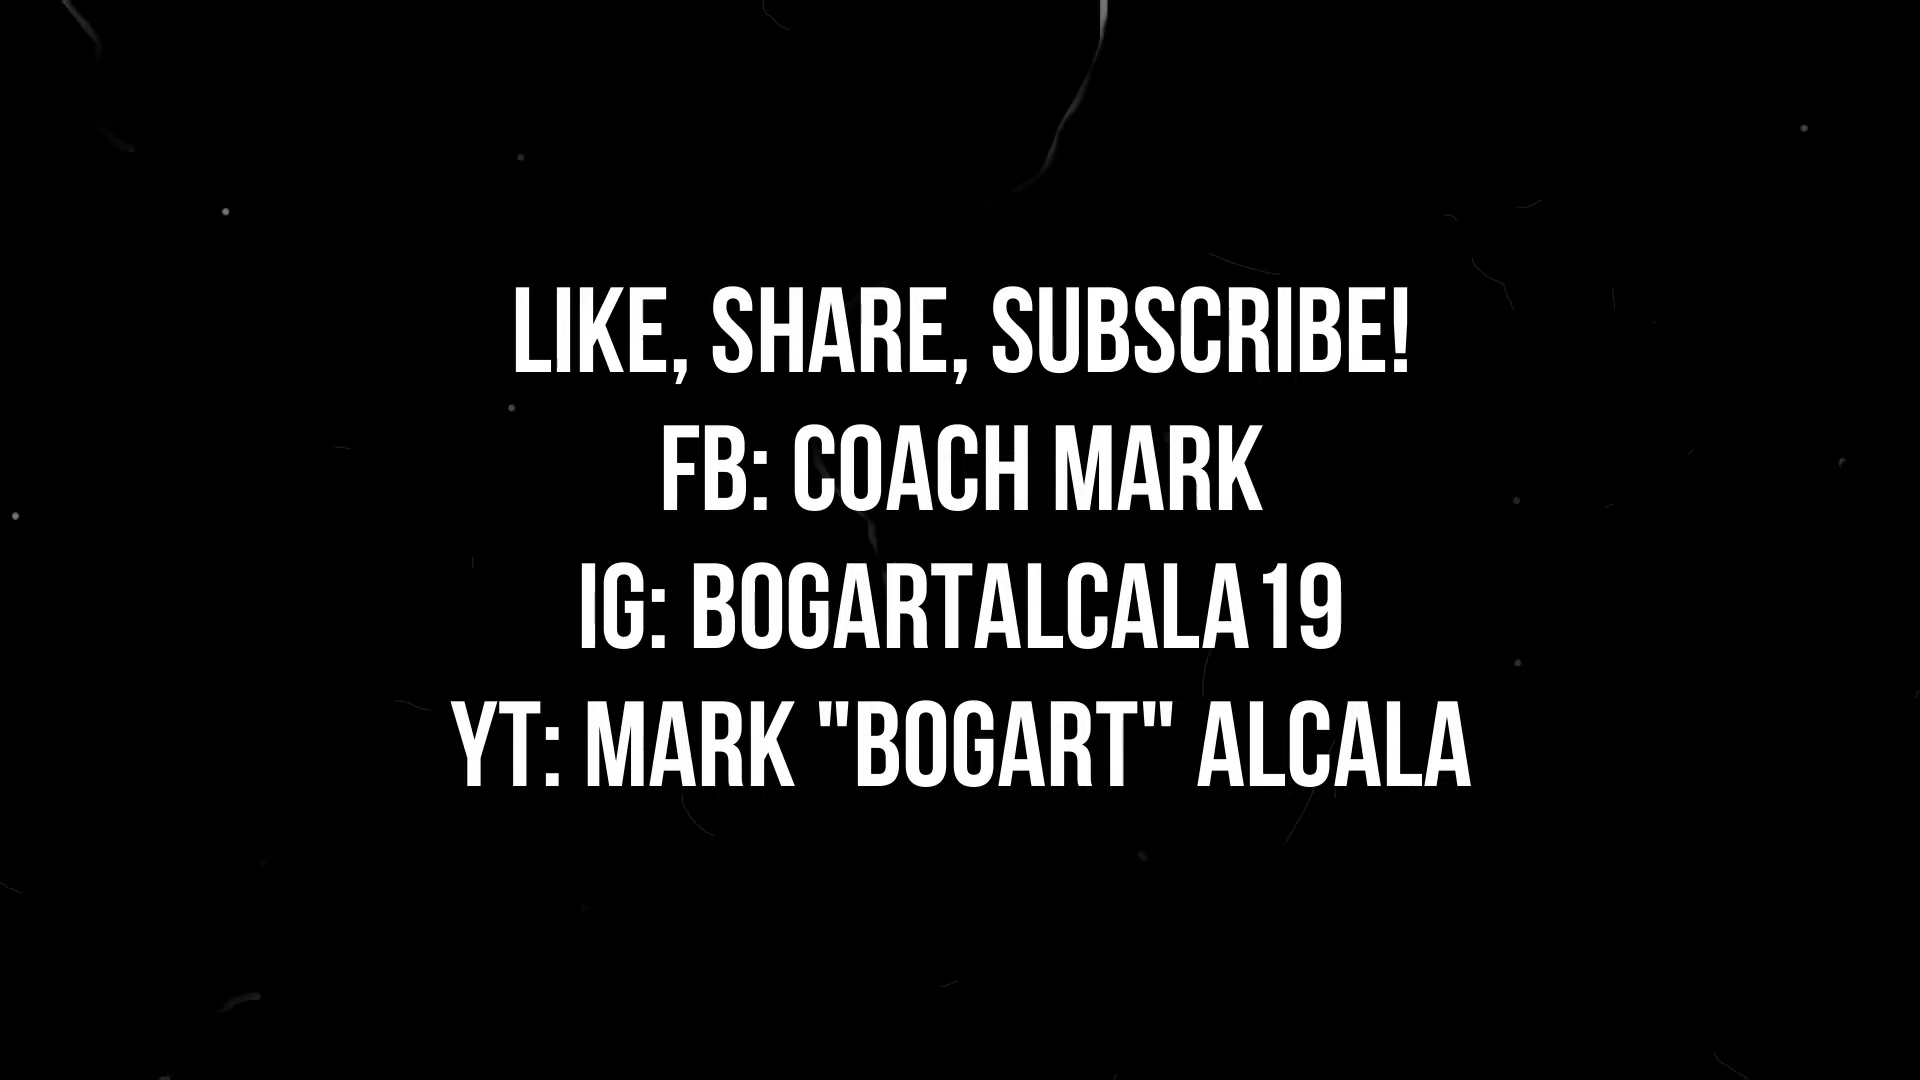 LIKE, SHARE, SUBSCRIBE!
FB: COACH MARK
IG: BOGARTALCALA19
YT: MARK "BOGART" ALCALA